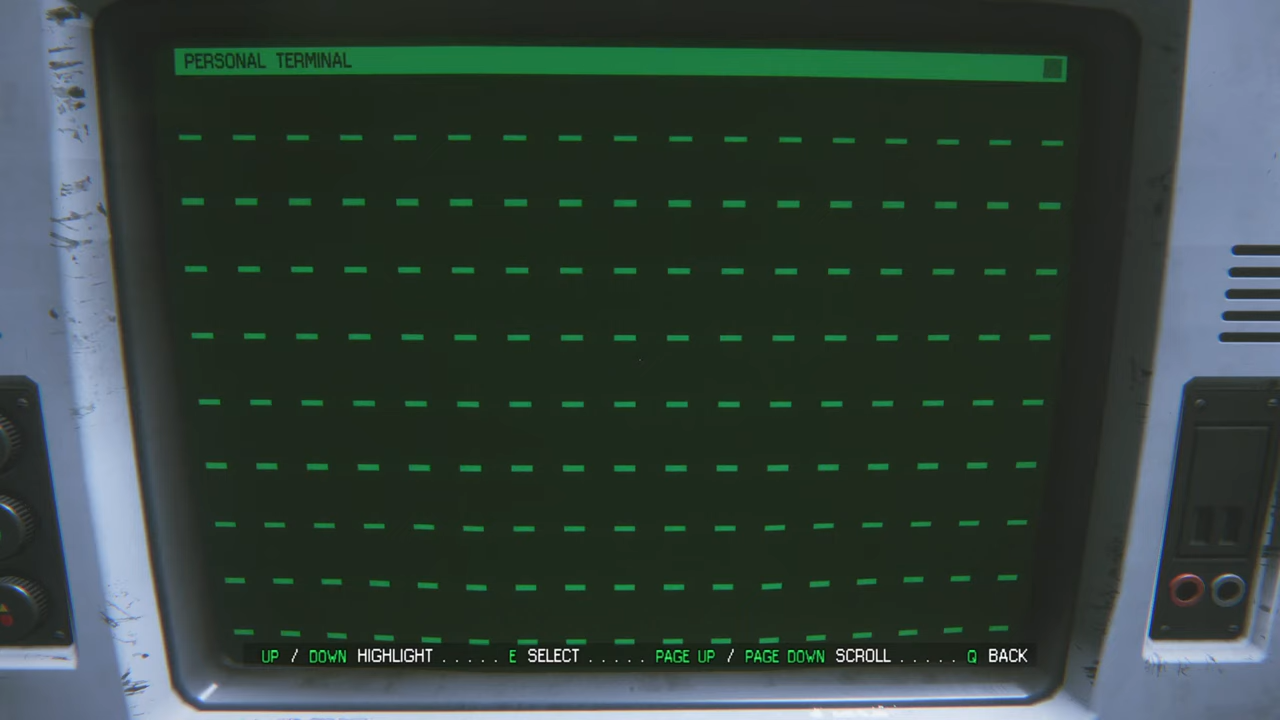 PERSONAL TERMINAL
UP / DOWN HIGHLIGHT . . . . . E SELECT . . . . . PAGE UP / PAGE DOWN SCROLL . . . . . Q BACK